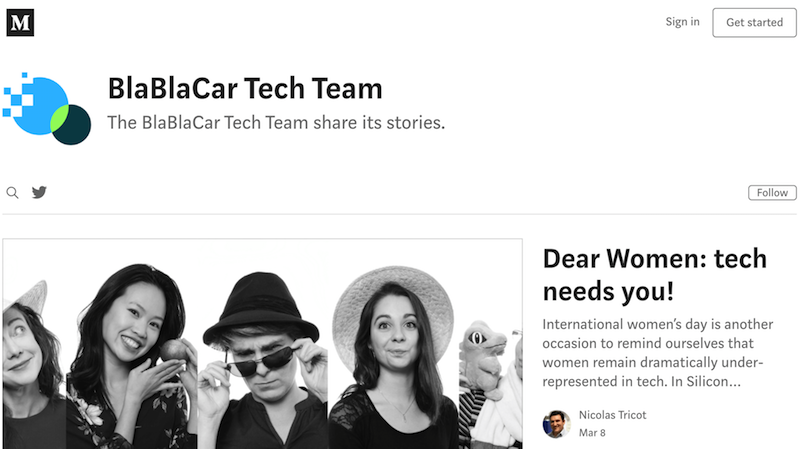 M
Sign in
Get started
BlaBlaCar Tech Team
The BlaBlaCar Tech Team share its stories.
Follow
Dear Women: tech
needs you!
International women's day is another
occasion to remind ourselves that
women remain dramatically under-
represented in tech. In Silicon...
Nicolas Tricot
Mar 8